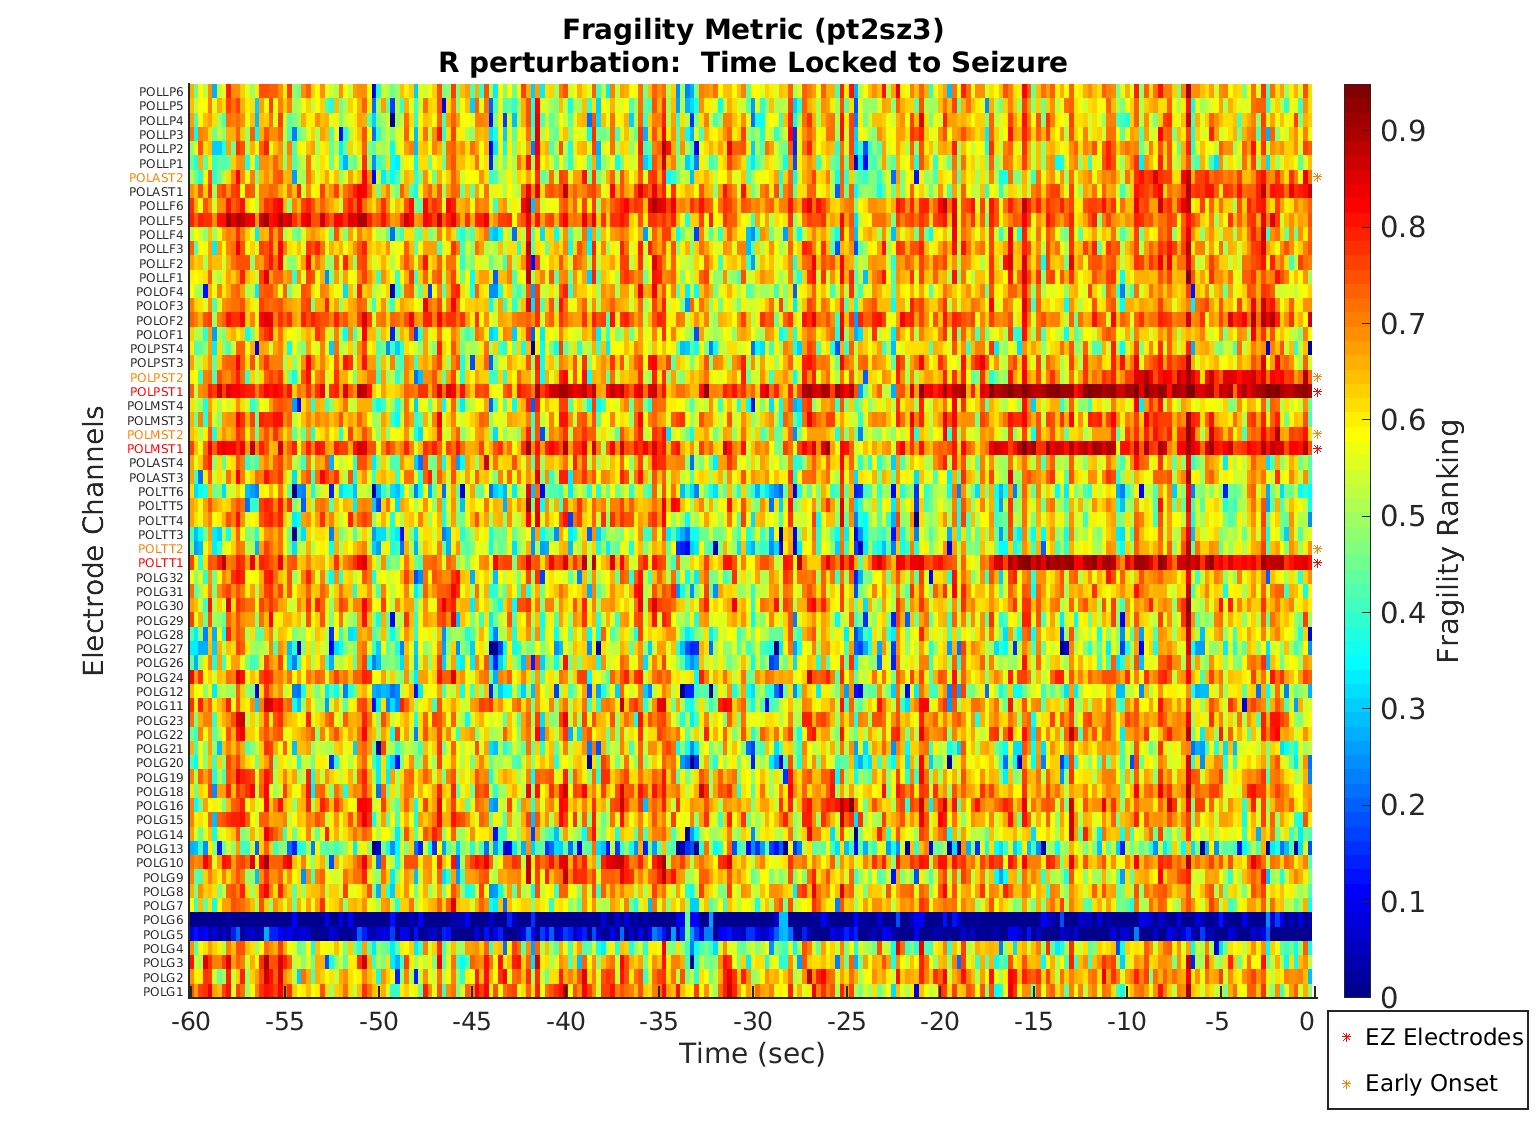 Fragility Metric (pt2sz3)
R perturbation:  Time Locked to Seizure
Electrode Channels
POLLP6
POLLP5
POLLP4
POLLP3
POLLP2
POLLP1
POLAST2
POLAST1
POLLF6
POLLF5
POLLF4
POLLF3
POLLF2
POLLF1
POLOF4
POLOF3
POLOF2
POLOF1
POLPST4
POLPST3
POLPST2
POLPST1
POLMST4
POLMST3
POLMST2
POLMST1
POLAST4
POLAST3
POLTT6
POLTT5
POLTT4
POLTT3
POLTT2
POLTT1
POLG32
POLG31
POLG30
POLG29
POLG28
POLG27
POLG26
POLG24
POLG12
POLG11
POLG23
POLG22
POLG21
POLG20
POLG19
POLG18
POLG16
POLG15
POLG14
POLG13
POLG10
POLG9
POLG8
POLG7
POLG6
POLG5
POLG4
POLG3
POLG2
POLG1
-60 -55 -50 -45 -40 -35 -30 -25 -20 -15 -10 -5 0
Time (sec)
0.9
0.8
0.7
0.6
0.5
0.4
0.3
0.2
0.1
0
Fragility Ranking
EZ Electrodes
Early Onset